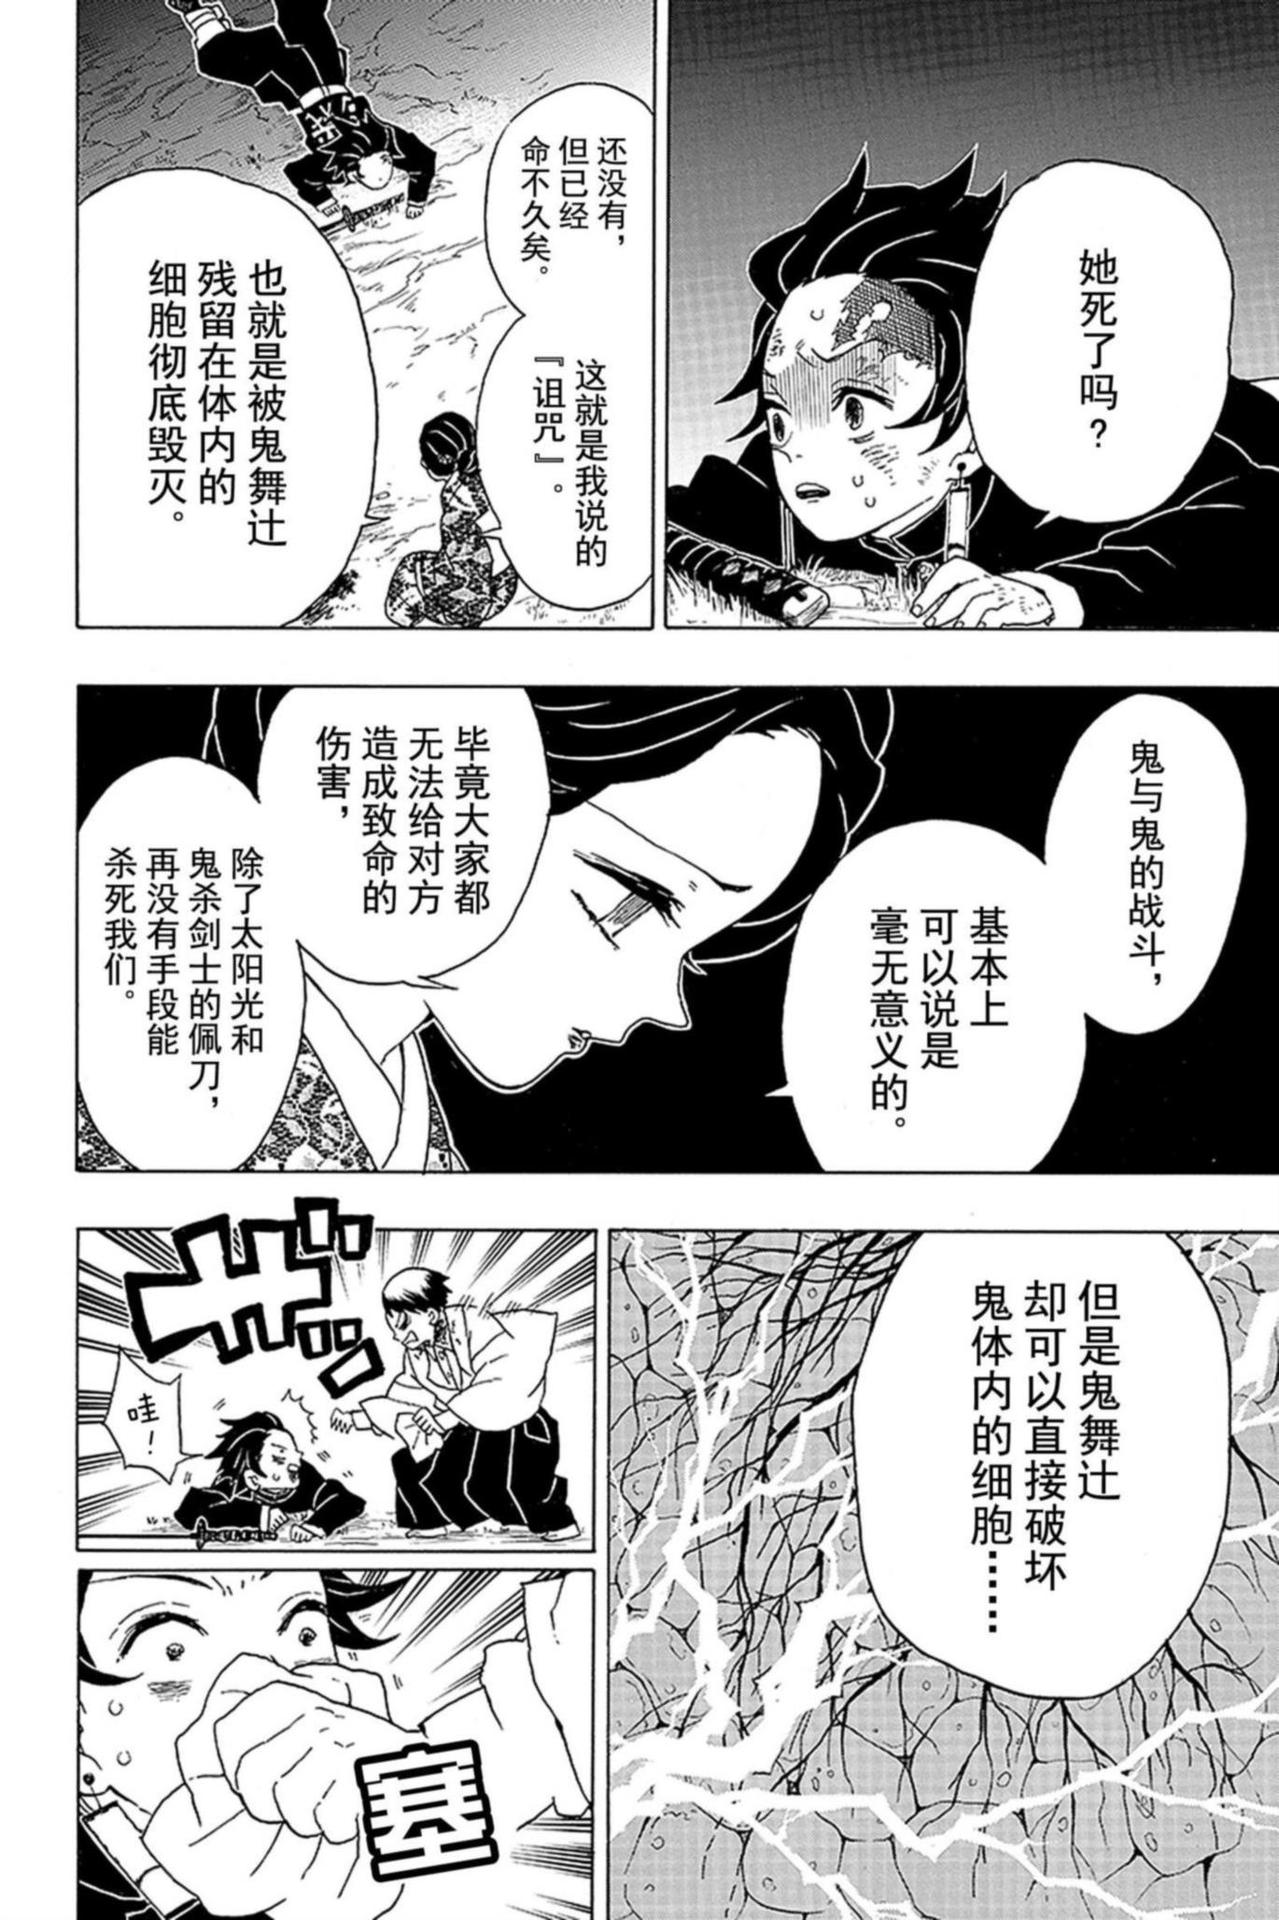 她死了吗？
还没有，
但已经
命不久矣。
这就是我说的
『诅咒』。
也就是被鬼舞辻
残留在体内的
细胞彻底毁灭。
鬼与鬼的战斗，
基本上
可以说是
毫无意义的。
毕竟大家都
无法给对方
造成致命的
伤害，
除了太阳光和
鬼杀剑士的佩刀，
再没有手段能
杀死我们。
但是鬼舞辻
却可以直接破坏
鬼体内的细胞……
哇！
塞